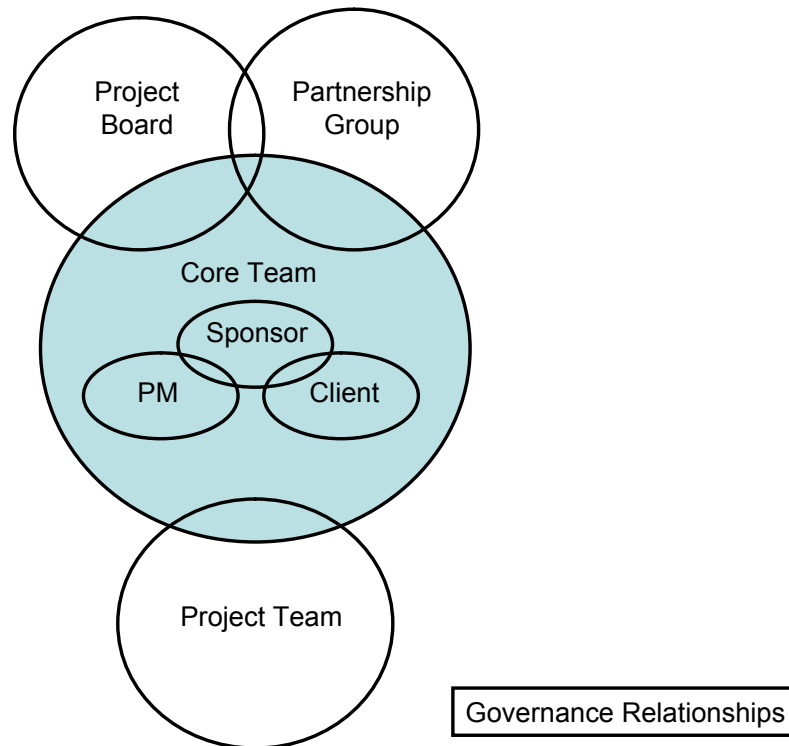 Project
Board
Partnership
Group
Core Team
Sponsor
PM
Client
Project Team
Governance Relationships